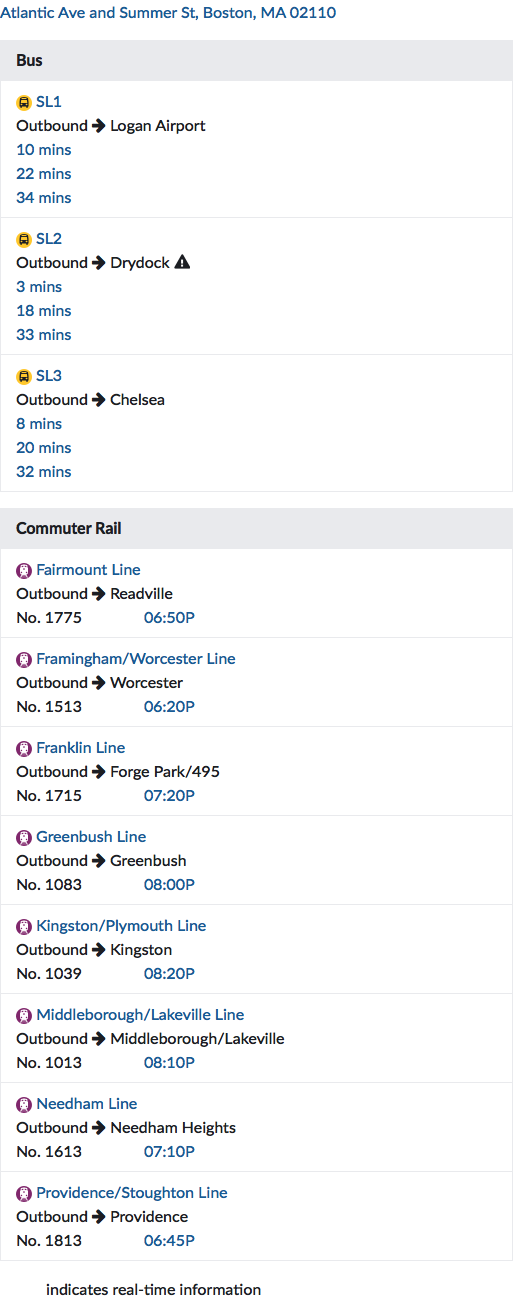 Atlantic Ave and Summer St, Boston, MA 02110
Bus
SL1
Outbound → Logan Airport
10 mins
22 mins
34 mins
SL2
Outbound → Drydock
3 mins
18 mins
33 mins
SL3
Outbound → Chelsea
8 mins
20 mins
32 mins
Commuter Rail
Fairmount Line
Outbound → Readville
No. 1775 06:50P
Framingham/Worcester Line
Outbound → Worcester
No. 1513 06:20P
Franklin Line
Outbound → Forge Park/495
No. 1715 07:20P
Greenbush Line
Outbound → Greenbush
No. 1083 08:00P
Kingston/Plymouth Line
Outbound → Kingston
No. 1039 08:20P
Middleborough/Lakeville Line
Outbound → Middleborough/Lakeville
No. 1013 08:10P
Needham Line
Outbound → Needham Heights
No. 1613 07:10P
Providence/Stoughton Line
Outbound → Providence
No. 1813 06:45P
indicates real-time information